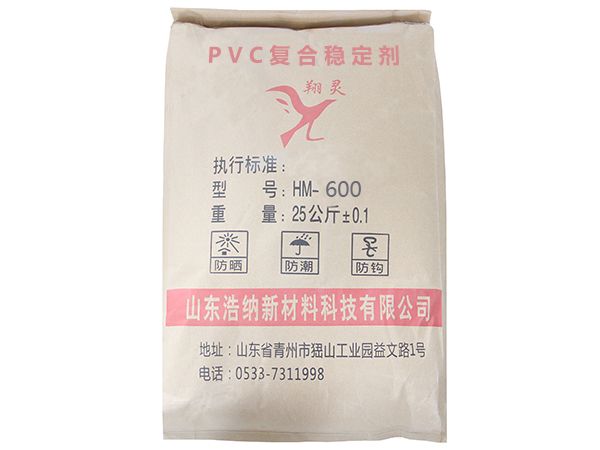 PVC复合稳定剂
翔灵
执行标准：
型 号：HM-600
重 量：25公斤±0.1
防晒 防潮 防钩
山东浩纳新材料科技有限公司
地址：山东省青州市猫山工业园益文路1号
电话：0533-7311998